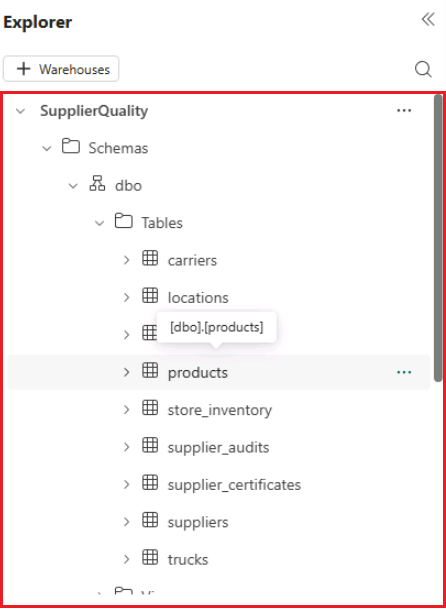 Explorer
+ Warehouses
SupplierQuality
Schemas
dbo
Tables
carriers
locations
[dbo].[products]
products
store_inventory
supplier_audits
supplier_certificates
suppliers
trucks